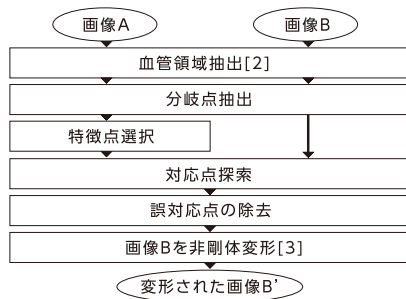 画像A
画像B
血管領域抽出[2]
分岐点抽出
特徴点選択
対応点探索
誤対応点の除去
画像Bを非剛体変形[3]
変形された画像B'